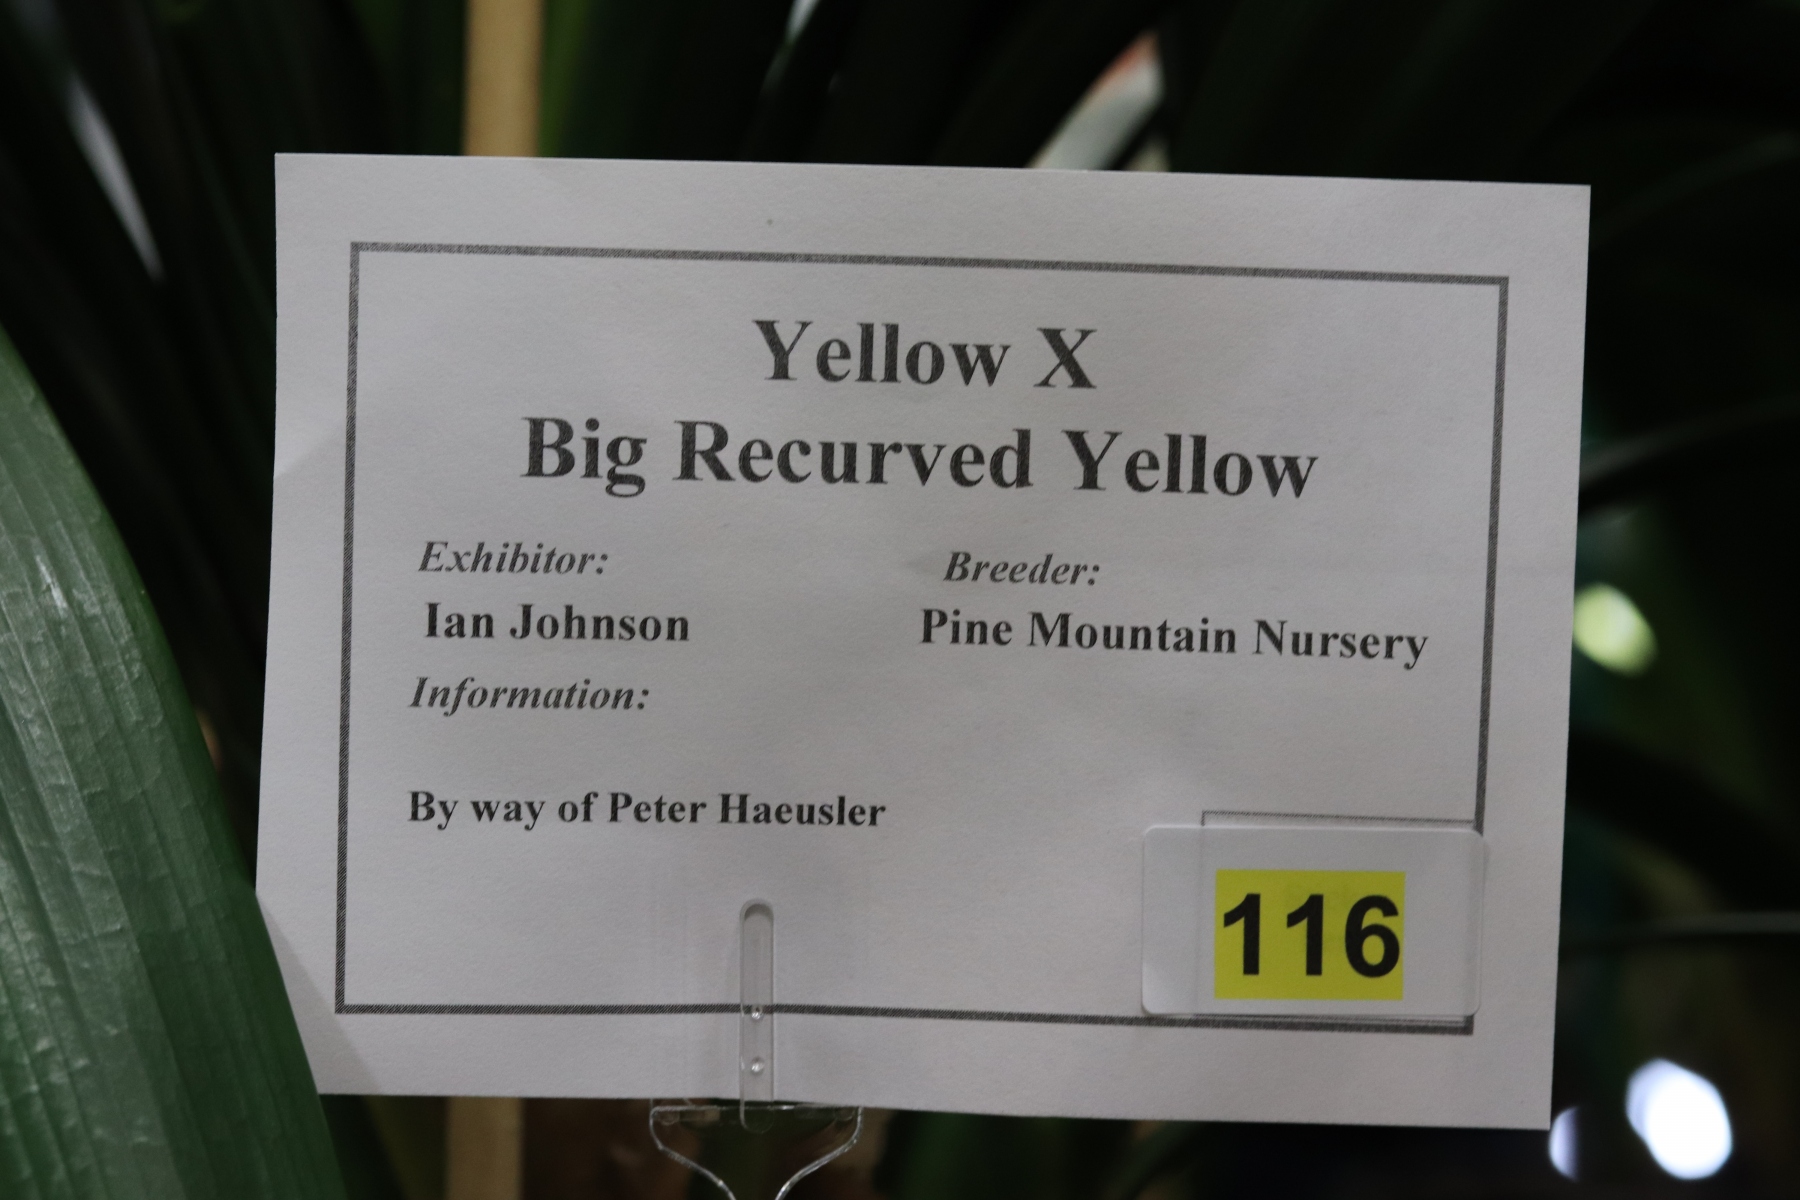 Yellow X
Big Recurved Yellow
Exhibitor:
Breeder:
Ian Johnson
Pine Mountain Nursery
Information:
By way of Peter Haeusler
116